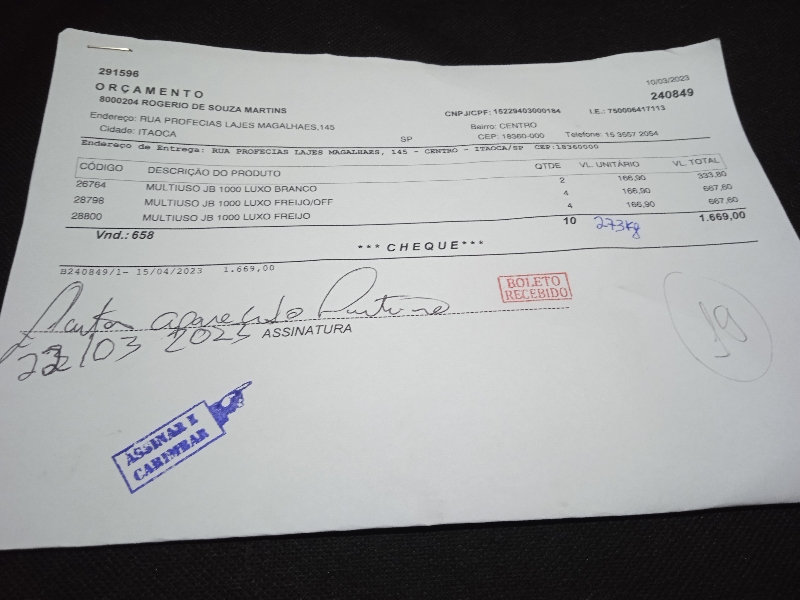 291596
10/03/2023
ORÇAMENTO
240849
8000204 ROGERIO DE SOUZA MARTINS
CNPJ/CPF: 15229403000184 I.E.: 750006417113
Endereço: RUA PROFECIAS LAJES MAGALHAES,145
Bairro: CENTRO
Cidade: ITAOCA SP CEP: 18360-000 Telefone: 15 3557 2054
Endereço de Entrega: RUA PROFECIAS LAJES MAGALHAES, 145 - CENTRO - ITAOCA/SP CEP:18360000
CÓDIGO DESCRIÇÃO DO PRODUTO QTDE VL. UNITÁRIO VL. TOTAL
26764 MULTIUSO JB 1000 LUXO BRANCO 2 166,90 333,80
28798 MULTIUSO JB 1000 LUXO FREIJO/OFF 4 166,90 667,60
28800 MULTIUSO JB 1000 LUXO FREIJO 4 166,90 667,60
10 273kg 1.669,00
Vnd.: 658
*** CHEQUE***
B240849/1- 15/04/2023 1.669,00
BOLETO
RECEBIDO
aparecido
22/03 2023 ASSINATURA
19
ASSINAR E
CARIMBAR